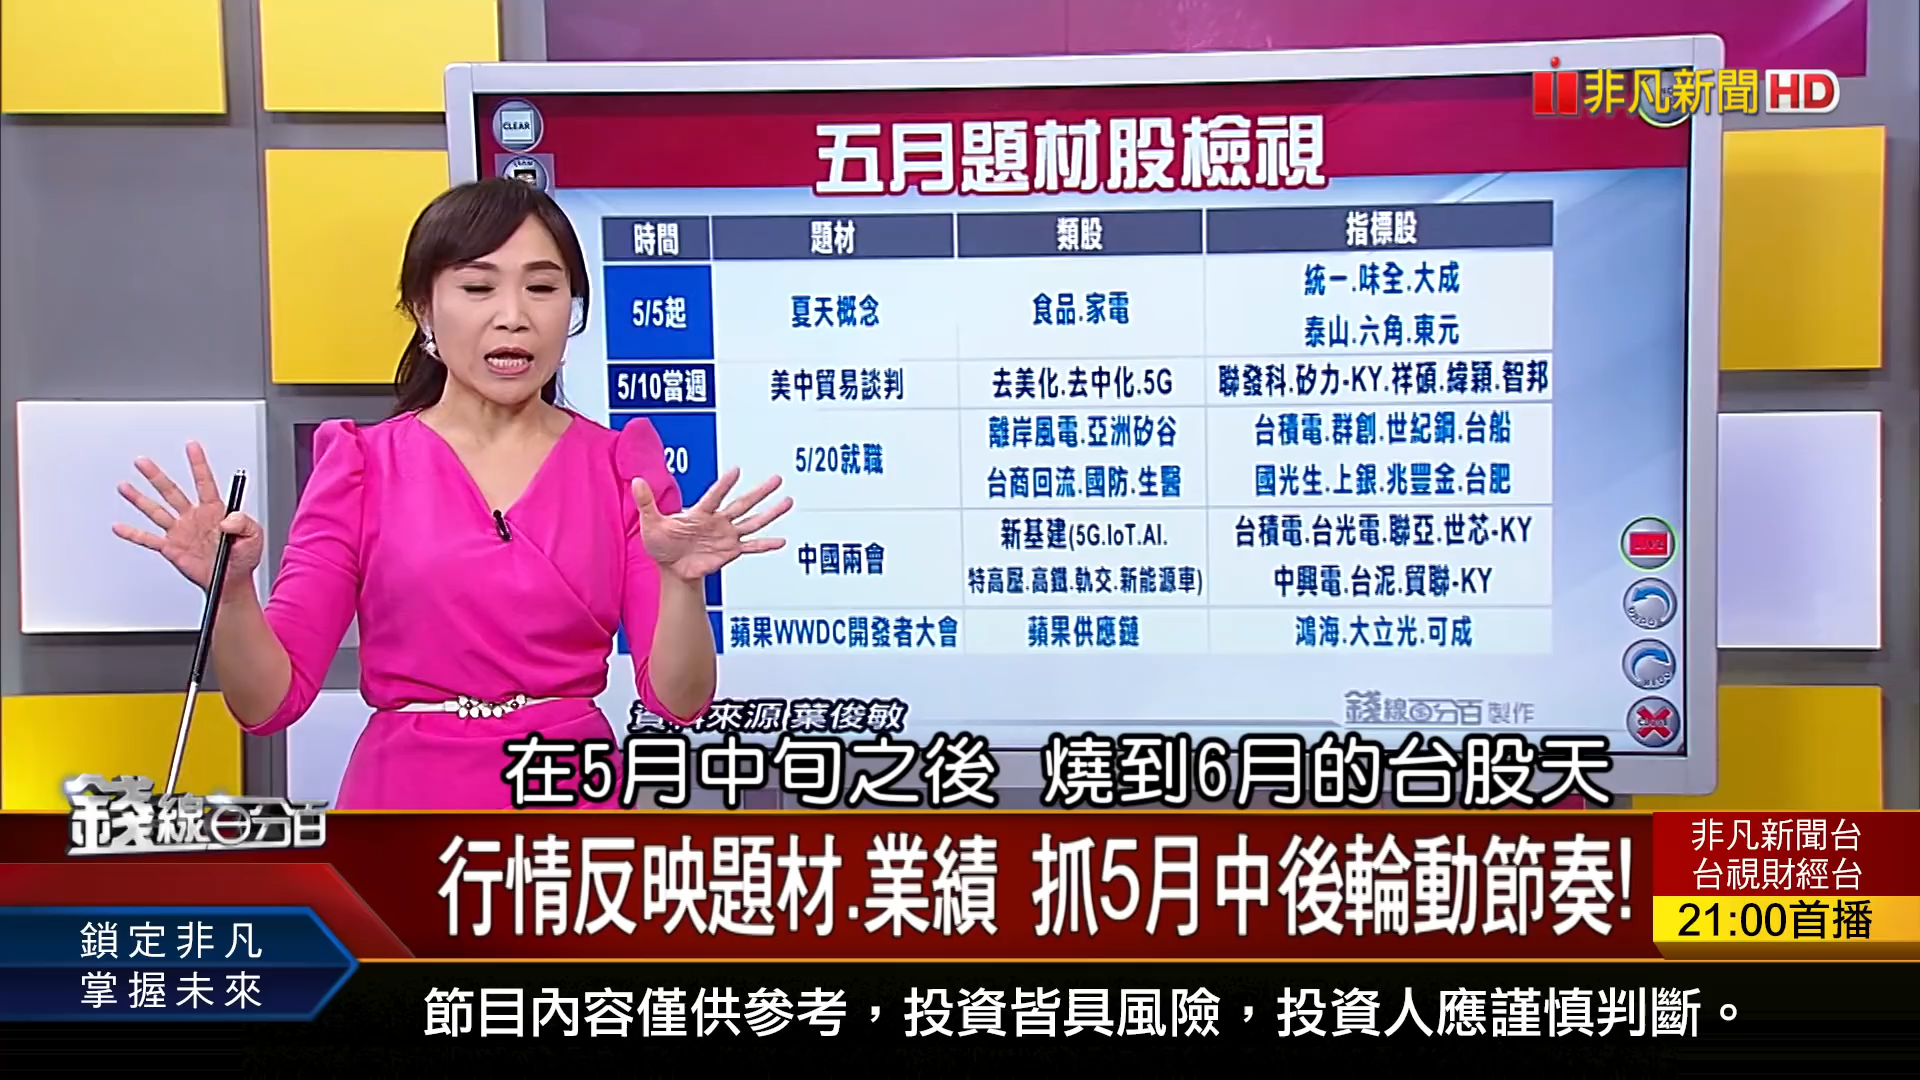 非凡新聞HD
CLEAR
五月題材股檢視
時間 題材 類股 指標股
5/5起 夏天概念 食品.家電 統一.味全.大成
泰山.六角.東元
5/10當週 美中貿易談判 去美化.去中化.5G 聯發科.矽力-KY.祥碩.緯穎.智邦
20 5/20就職 離岸風電.亞洲矽谷 台積電.群創.世紀鋼.台船
台商回流.國防.生醫 國光生.上銀.兆豐金.台肥
中國兩會 新基建(5G.IoT.AI. 台積電.台光電.聯亞.世芯-KY
特高壓.高鐵.軌交.新能源車) 中興電.台泥.貿聯-KY
蘋果WWDC開發者大會 蘋果供應鏈 鴻海.大立光.可成
資料來源 葉俊敏
錢線百分百 製作
在5月中旬之後 燒到6月的台股天
錢線百分百
行情反映題材.業績 抓5月中後輪動節奏!
非凡新聞台
台視財經台
21:00首播
鎖定非凡
掌握未來
節目內容僅供參考，投資皆具風險，投資人應謹慎判斷。